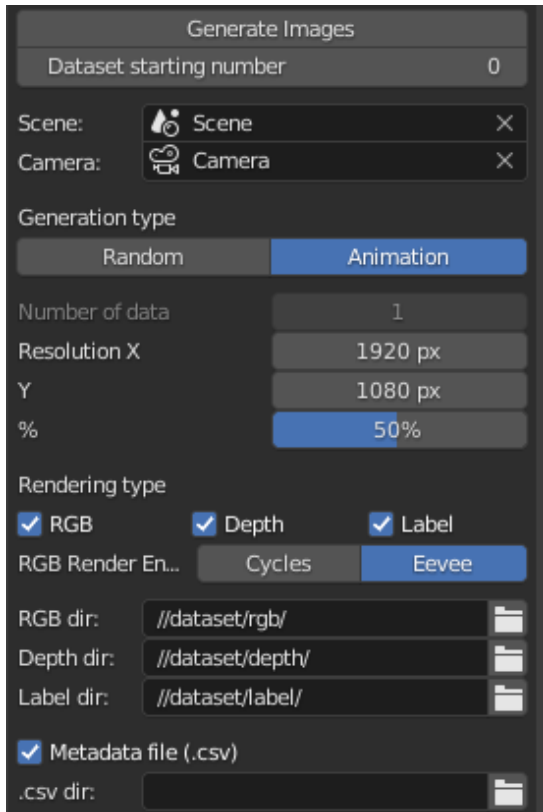 Generate Images
Dataset starting number 0
Scene: Scene
Camera: Camera
Generation type
Random Animation
Number of data 1
Resolution X 1920 px
Y 1080 px
% 50%
Rendering type
RGB Depth Label
RGB Render En... Cycles Eevee
RGB dir: //dataset/rgb/
Depth dir: //dataset/depth/
Label dir: //dataset/label/
Metadata file (.csv)
.csv dir: